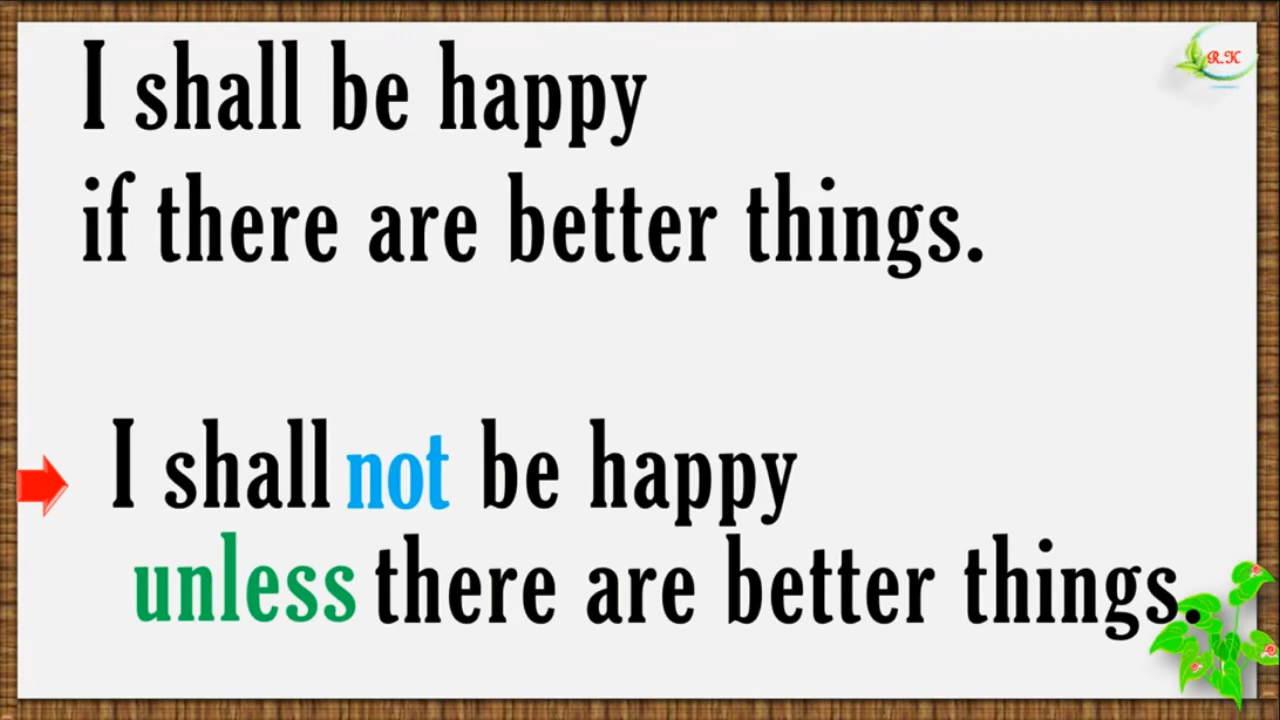 R.K
I shall be happy
if there are better things.
I shall not be happy
unless there are better things.